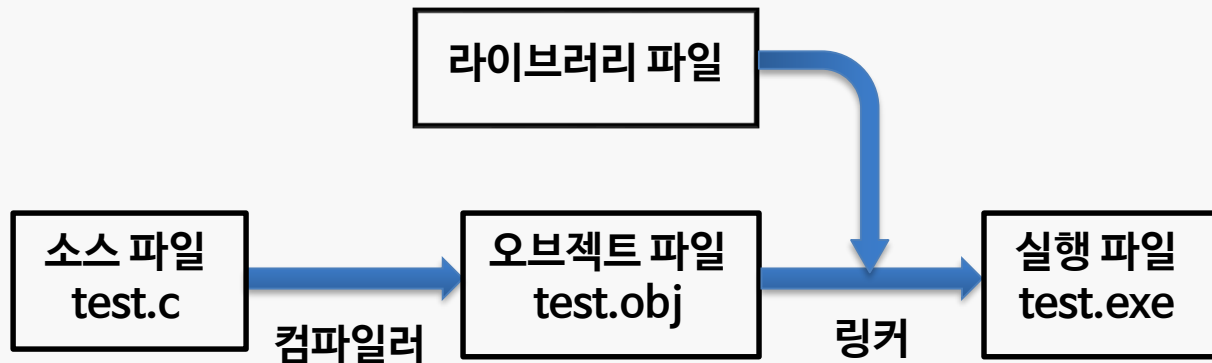 라이브러리 파일
소스 파일
test.c
컴파일러
오브젝트 파일
test.obj
링커
실행 파일
test.exe